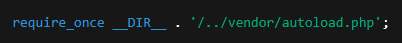 require_once __DIR__ . '/../vendor/autoload.php';